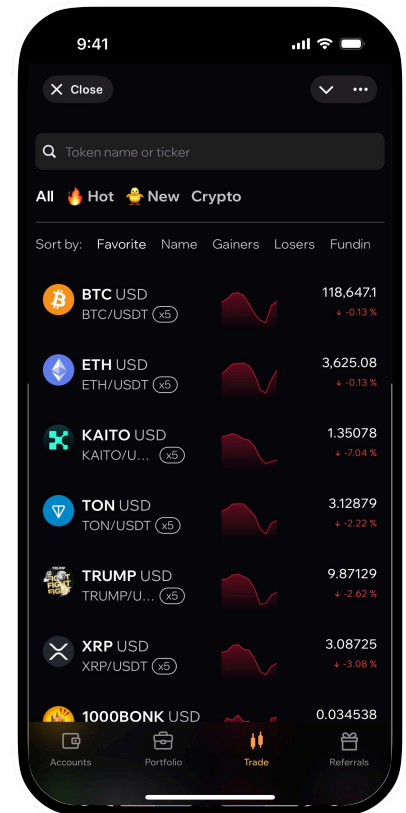 9:41
Close
Token name or ticker
All 🔥 Hot 🐥 New Crypto
Sort by: Favorite Name Gainers Losers Fundin
BTC USD 118,647.1
BTC/USDT x5 ↓ -0.13 %
ETH USD 3,625.08
ETH/USDT x5 ↓ -0.13 %
KAITO USD 1.35078
KAITO/U... x5 ↓ -7.04 %
TON USD 3.12879
TON/USDT x5 ↓ -2.22 %
TRUMP USD 9.87129
TRUMP/U... x5 ↓ -2.62 %
TRUMP
FIGHT
FIGHT
FIGHT
XRP USD 3.08725
XRP/USDT x5 ↓ -3.08 %
1000BONK USD 0.034538
Accounts Portfolio Trade Referrals